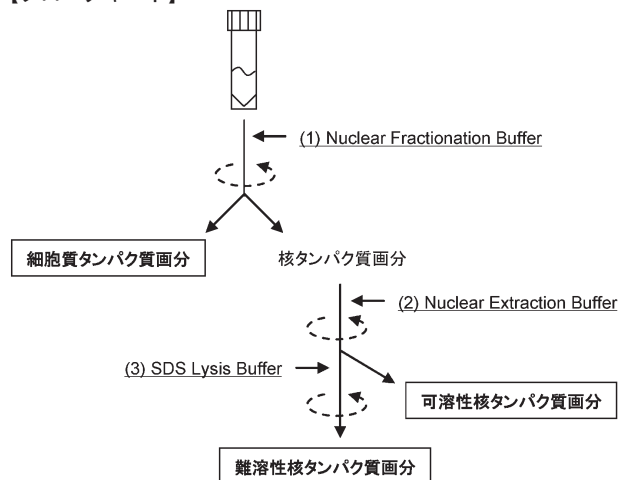 (1) Nuclear Fractionation Buffer
細胞質タンパク質画分
核タンパク質画分
(2) Nuclear Extraction Buffer
(3) SDS Lysis Buffer
可溶性核タンパク質画分
難溶性核タンパク質画分